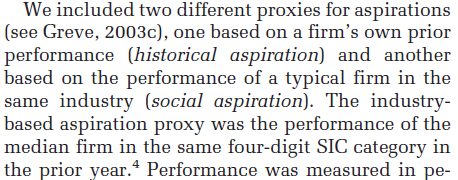 We included two different proxies for aspirations
(see Greve, 2003c), one based on a firm's own prior
performance (historical aspiration) and another
based on the performance of a typical firm in the
same industry (social aspiration). The industry-
based aspiration proxy was the performance of the
median firm in the same four-digit SIC category in
the prior year.⁴ Performance was measured in pe-